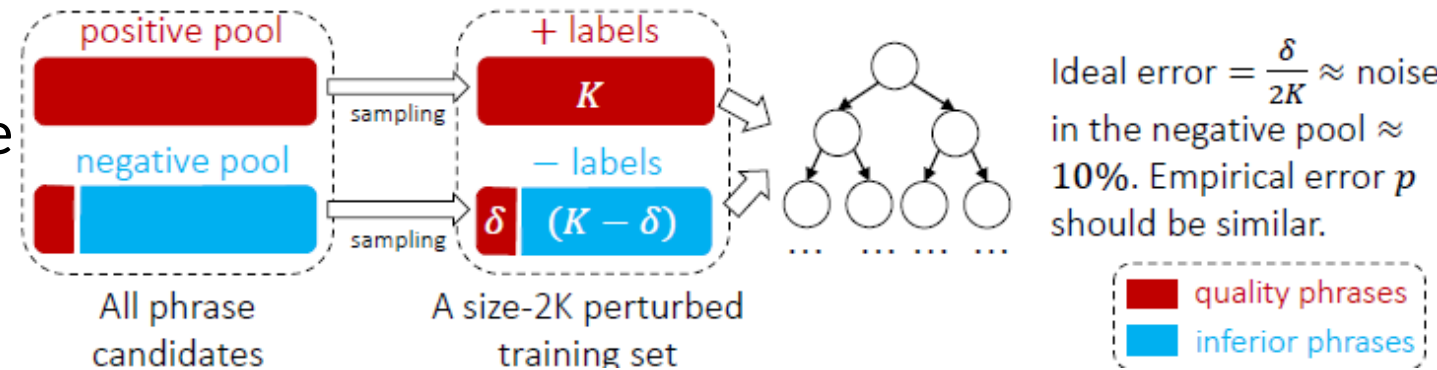 positive pool
sampling
+ labels
K
e
negative pool
sampling
− labels
δ (K − δ)
... ... ... ...
All phrase
candidates
A size-2K perturbed
training set
Ideal error = δ/2K ≈ noise
in the negative pool ≈
10%. Empirical error p
should be similar.
quality phrases
inferior phrases